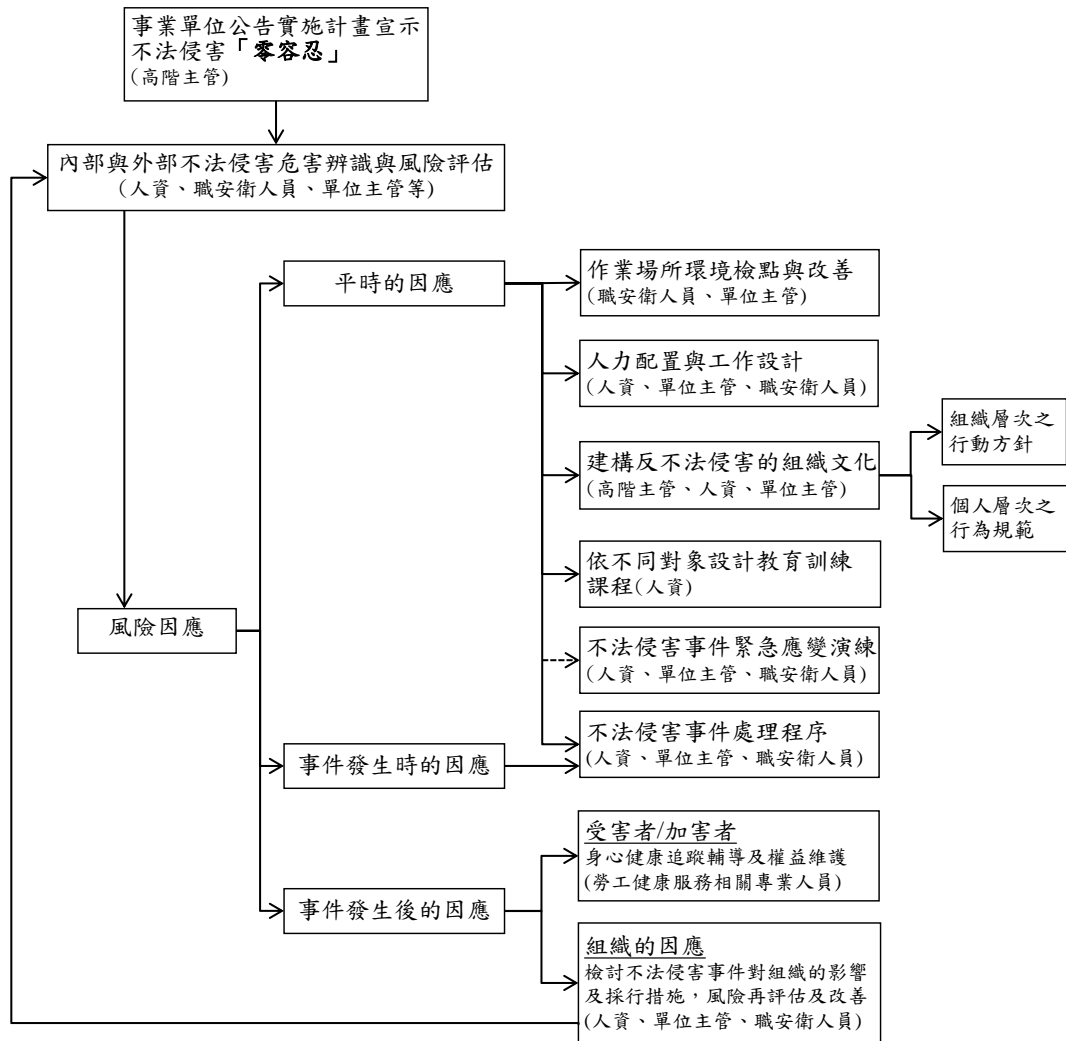 事業單位公告實施計畫宣示
不法侵害「零容忍」
(高階主管)
內部與外部不法侵害危害辨識與風險評估
(人資、職安衛人員、單位主管等)
平時的因應
作業場所環境檢點與改善
(職安衛人員、單位主管)
人力配置與工作設計
(人資、單位主管、職安衛人員)
建構反不法侵害的組織文化
(高階主管、人資、單位主管)
組織層次之
行動方針
個人層次之
行為規範
依不同對象設計教育訓練
課程(人資)
風險因應
不法侵害事件緊急應變演練
(人資、單位主管、職安衛人員)
事件發生時的因應
不法侵害事件處理程序
(人資、單位主管、職安衛人員)
事件發生後的因應
受害者/加害者
身心健康追蹤輔導及權益維護
(勞工健康服務相關專業人員)
組織的因應
檢討不法侵害事件對組織的影響
及採行措施，風險再評估及改善
(人資、單位主管、職安衛人員)